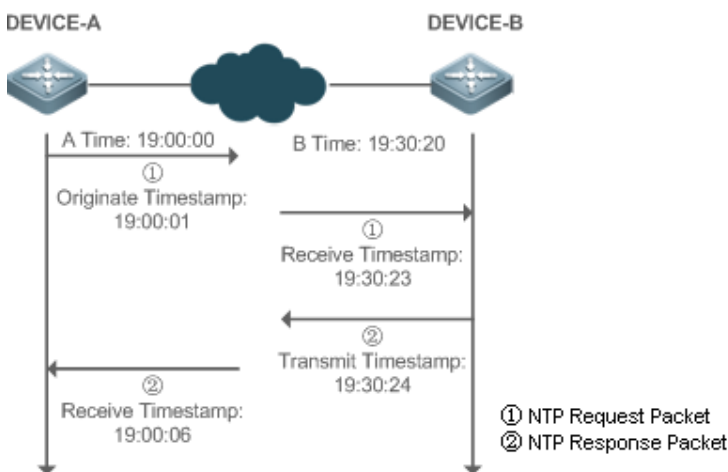 DEVICE-A
DEVICE-B
A Time: 19:00:00
B Time: 19:30:20
①
Originate Timestamp:
19:00:01
①
Receive Timestamp:
19:30:23
②
Transmit Timestamp:
19:30:24
②
Receive Timestamp:
19:00:06
① NTP Request Packet
② NTP Response Packet